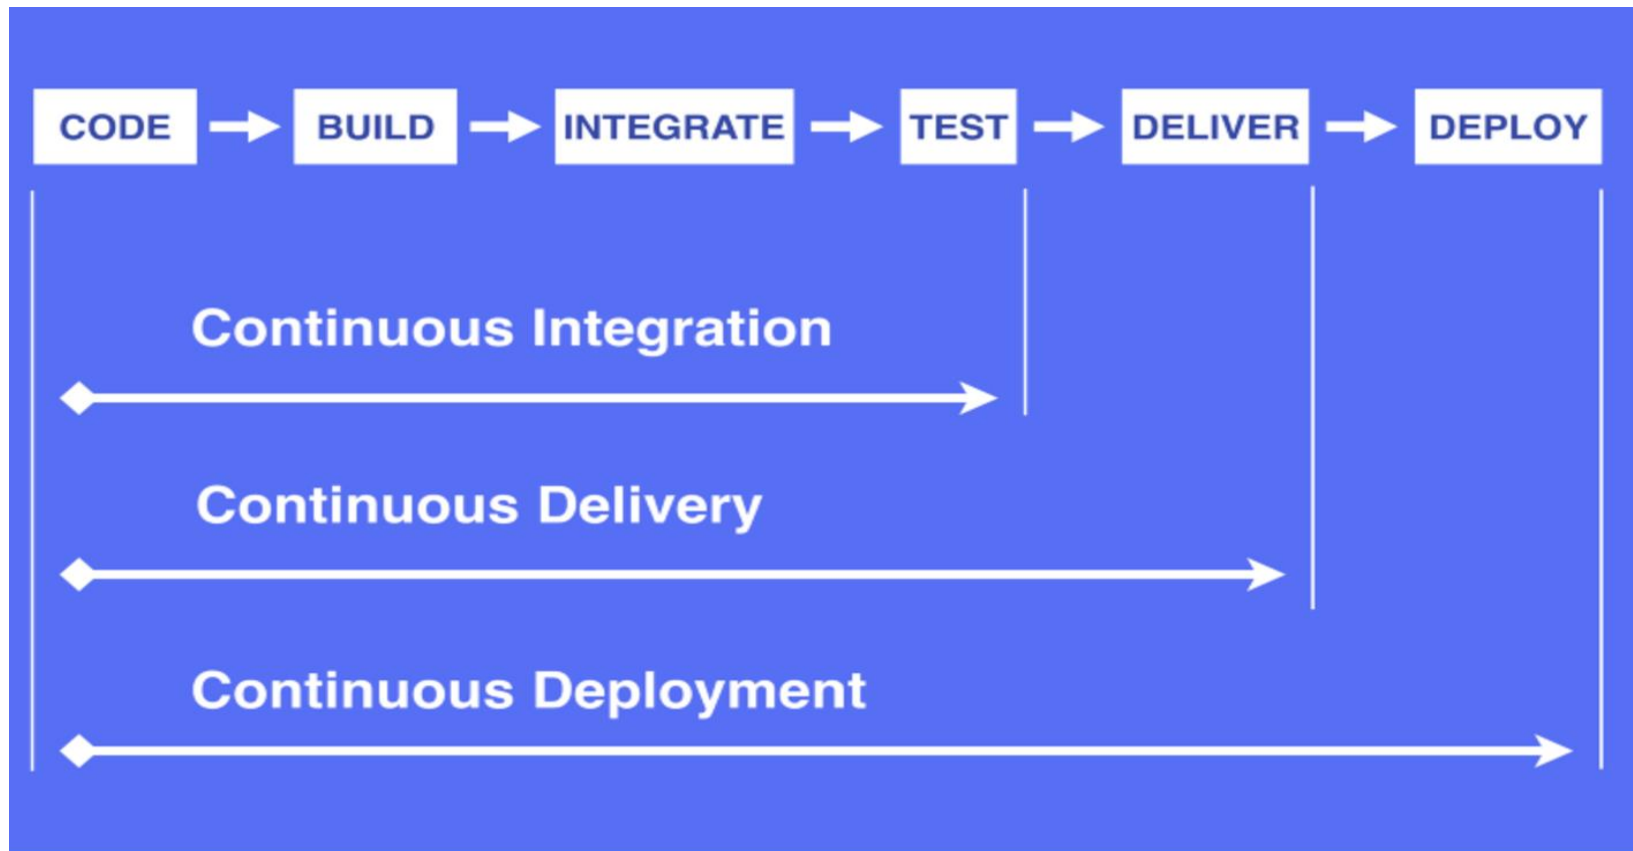 CODE BUILD INTEGRATE TEST DELIVER DEPLOY
Continuous Integration
Continuous Delivery
Continuous Deployment